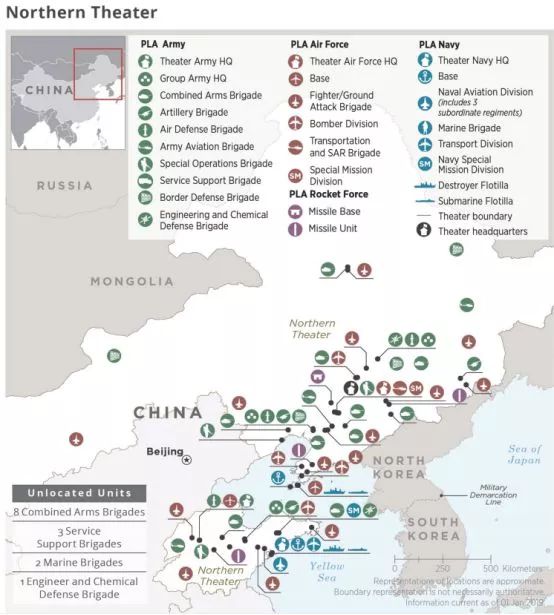 Northern Theater
CHINA
PLA Army
Theater Army HQ
Group Army HQ
Combined Arms Brigade
Artillery Brigade
Air Defense Brigade
Army Aviation Brigade
Special Operations Brigade
Service Support Brigade
Border Defense Brigade
Engineering and Chemical
Defense Brigade
PLA Air Force
Theater Air Force HQ
Base
Fighter/Ground
Attack Brigade
Bomber Division
Transportation
and SAR Brigade
SM
Special Mission
Division
PLA Rocket Force
Missile Base
Missile Unit
PLA Navy
Theater Navy HQ
Base
Naval Aviation Division
(includes 3
subordinate regiments)
Marine Brigade
Transport Division
SM
Navy Special
Mission Division
Destroyer Flotilla
Submarine Flotilla
Theater boundary
Theater headquarters
RUSSIA
MONGOLIA
Northern
Theater
SM
CHINA
Beijing
NORTH
KOREA
Sea of
Japan
Military
Demarcation
Line
SOUTH
KOREA
SM
Yellow
Sea
Northern
Theater
Unlocated Units
8 Combined Arms Brigades
3 Service
Support Brigades
2 Marine Brigades
1 Engineer and Chemical
Defense Brigade
0 250 500 Kilometers
Representations of locations are approximate.
Boundary representation is not necessarily authoritative.
Information current as of 01 Jan 2019